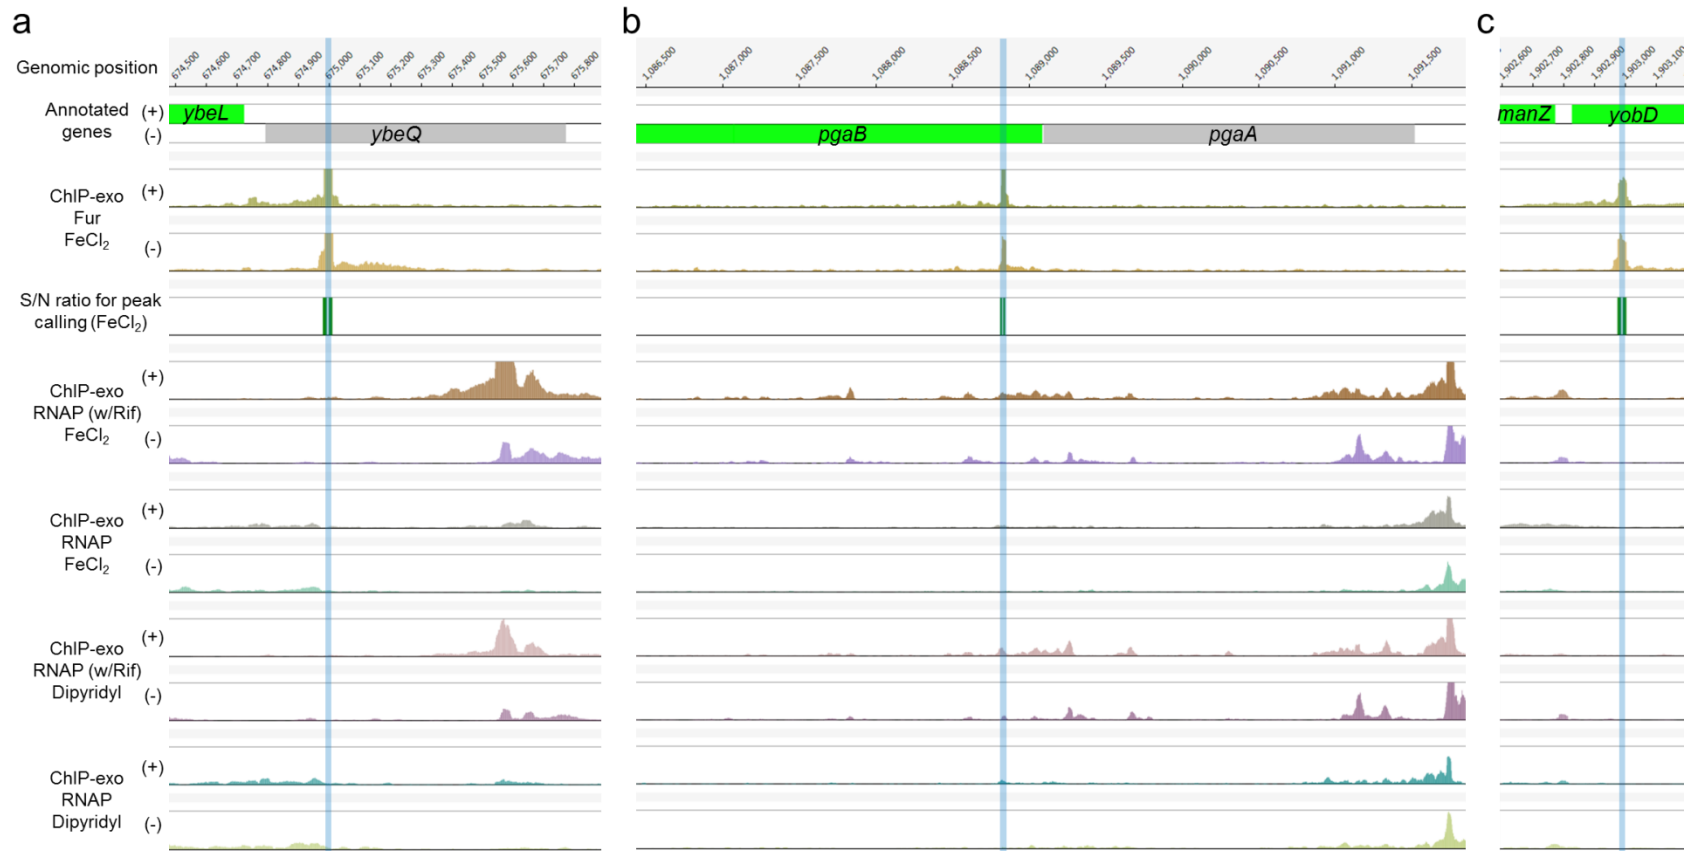 a
b
c
Genomic position
674,500 674,600 674,700 674,800 674,900 675,000 675,100 675,200 675,300 675,400 675,500 675,600 675,700 675,800
1,086,500 1,087,000 1,087,500 1,088,000 1,088,500 1,089,000 1,089,500 1,090,000 1,090,500 1,091,000 1,091,500
1,902,600 1,902,700 1,902,800 1,902,900 1,903,000 1,903,100
Annotated
genes
(+)
(-)
ybeL
ybeQ
pgaB
pgaA
manZ
yobD
ChIP-exo
Fur
FeCl₂
(+)
(-)
S/N ratio for peak
calling (FeCl₂)
ChIP-exo
RNAP (w/Rif)
FeCl₂
(+)
(-)
ChIP-exo
RNAP
FeCl₂
(+)
(-)
ChIP-exo
RNAP (w/Rif)
Dipyridyl
(+)
(-)
ChIP-exo
RNAP
Dipyridyl
(+)
(-)